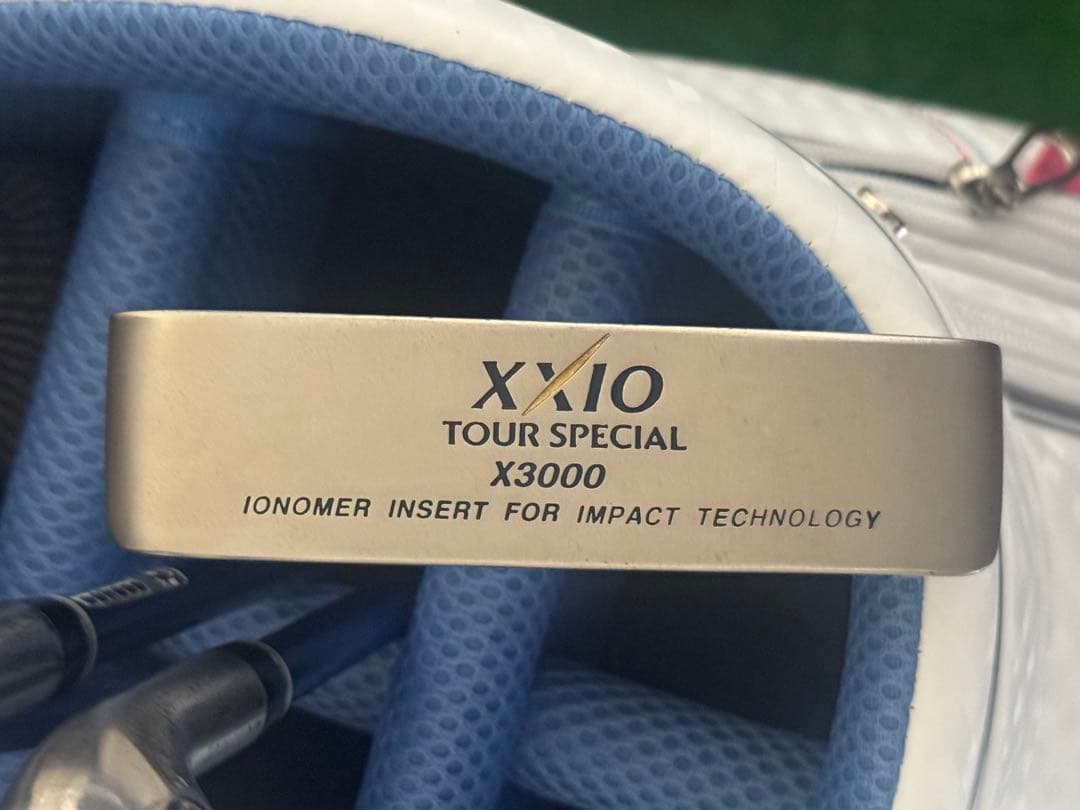 XXIO
TOUR SPECIAL
X3000
IONOMER INSERT FOR IMPACT TECHNOLOGY